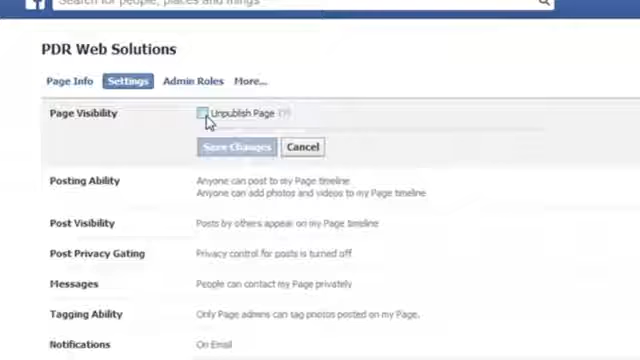 Search for people, places and things
PDR Web Solutions
Page Info Settings Admin Roles More...
Page Visibility Unpublish Page [?]
Save Changes Cancel
Posting Ability Anyone can post to my Page timeline
Anyone can add photos and videos to my Page timeline
Post Visibility Posts by others appear on my Page timeline
Post Privacy Gating Privacy control for posts is turned off
Messages People can contact my Page privately
Tagging Ability Only Page admins can tag photos posted on my Page.
Notifications On Email